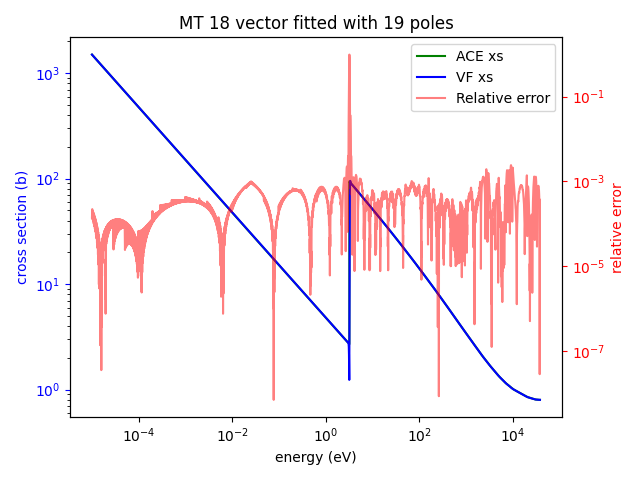 MT 18 vector fitted with 19 poles
ACE xs
VF xs
Relative error
cross section (b)
10³
10²
10¹
10⁰
10⁻¹
10⁻³
10⁻⁵
10⁻⁷
relative error
10⁻⁴ 10⁻² 10⁰ 10² 10⁴
energy (eV)